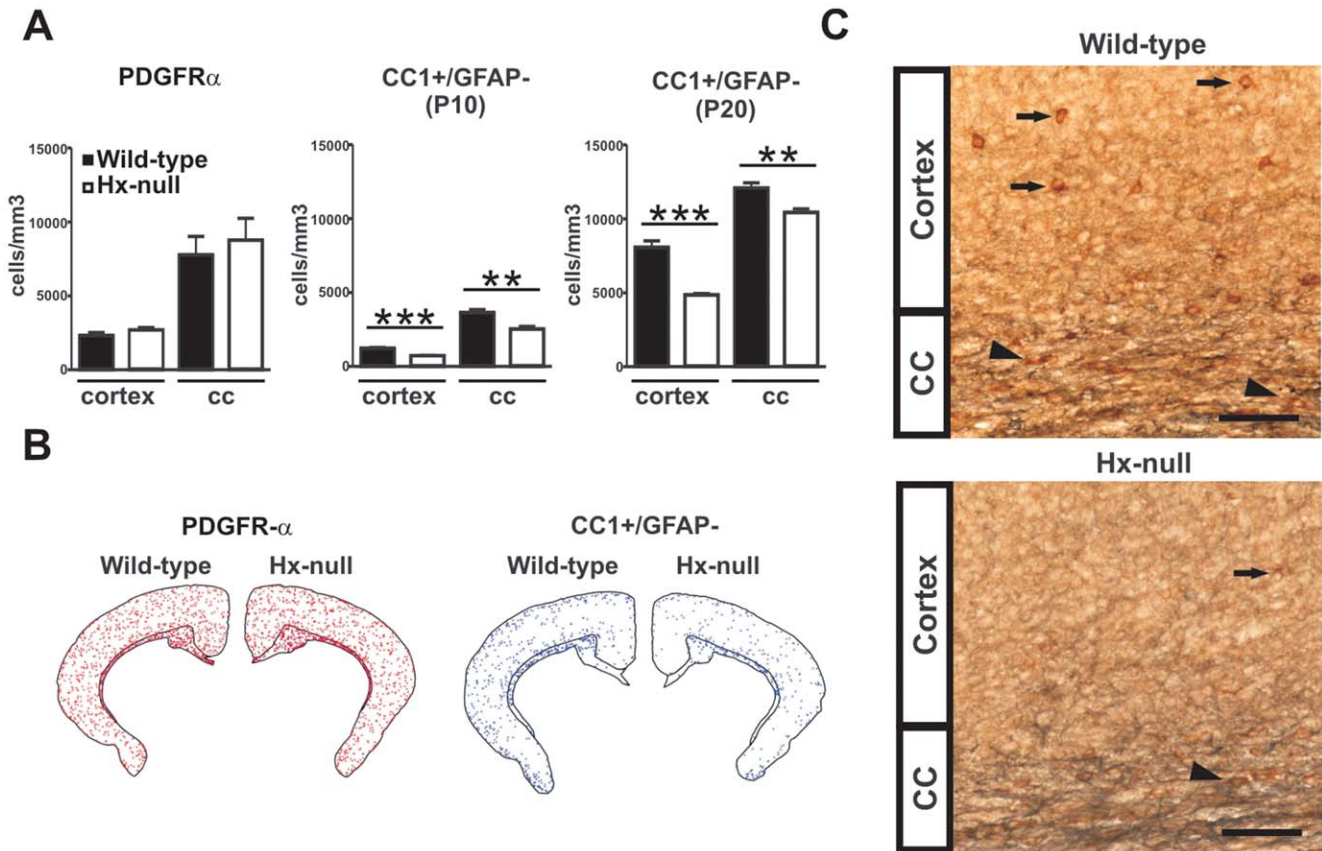 A
PDGFRα
15000
10000
5000
0
cells/mm3
Wild-type
Hx-null
cortex
cc
CC1+/GFAP-
(P10)
15000
10000
5000
0
cells/mm3
***
**
cortex
cc
CC1+/GFAP-
(P20)
15000
10000
5000
0
cells/mm3
***
**
cortex
cc
B
PDGFR-α
Wild-type
Hx-null
CC1+/GFAP-
Wild-type
Hx-null
C
Wild-type
Cortex
CC
Hx-null
Cortex
CC